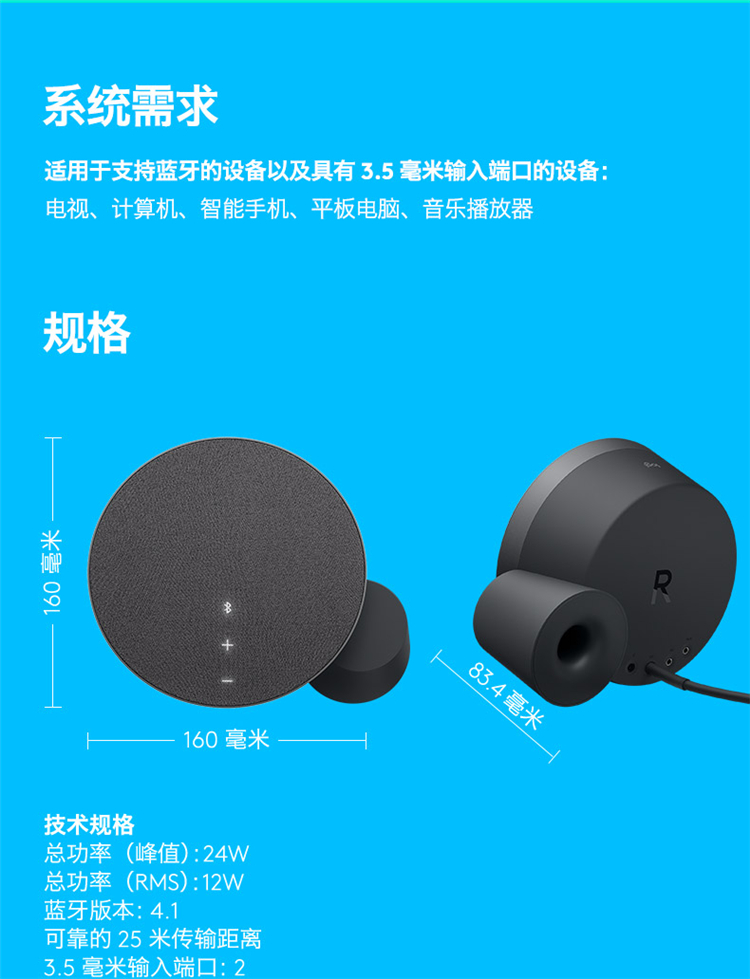 系统需求
适用于支持蓝牙的设备以及具有 3.5 毫米输入端口的设备：
电视、计算机、智能手机、平板电脑、音乐播放器
规格
160 毫米
+
−
R
160 毫米
83.4 毫米
技术规格
总功率（峰值）: 24W
总功率（RMS）: 12W
蓝牙版本: 4.1
可靠的 25 米传输距离
3.5 毫米输入端口: 2